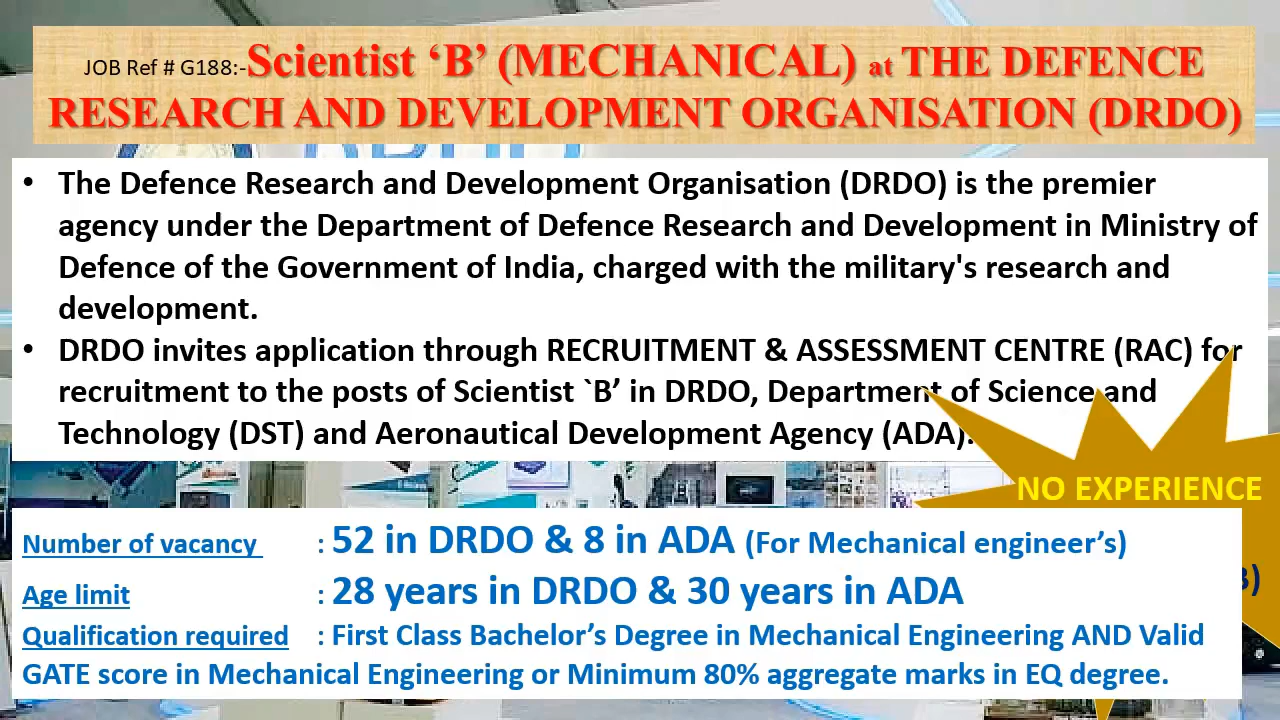 JOB Ref # G188:-Scientist ‘B’ (MECHANICAL) at THE DEFENCE
RESEARCH AND DEVELOPMENT ORGANISATION (DRDO)
• The Defence Research and Development Organisation (DRDO) is the premier
agency under the Department of Defence Research and Development in Ministry of
Defence of the Government of India, charged with the military's research and
development.
• DRDO invites application through RECRUITMENT & ASSESSMENT CENTRE (RAC) for
recruitment to the posts of Scientist `B’ in DRDO, Department of Science and
Technology (DST) and Aeronautical Development Agency (ADA).
NO EXPERIENCE
Number of vacancy : 52 in DRDO & 8 in ADA (For Mechanical engineer’s)
Age limit : 28 years in DRDO & 30 years in ADA
Qualification required : First Class Bachelor’s Degree in Mechanical Engineering AND Valid
GATE score in Mechanical Engineering or Minimum 80% aggregate marks in EQ degree.